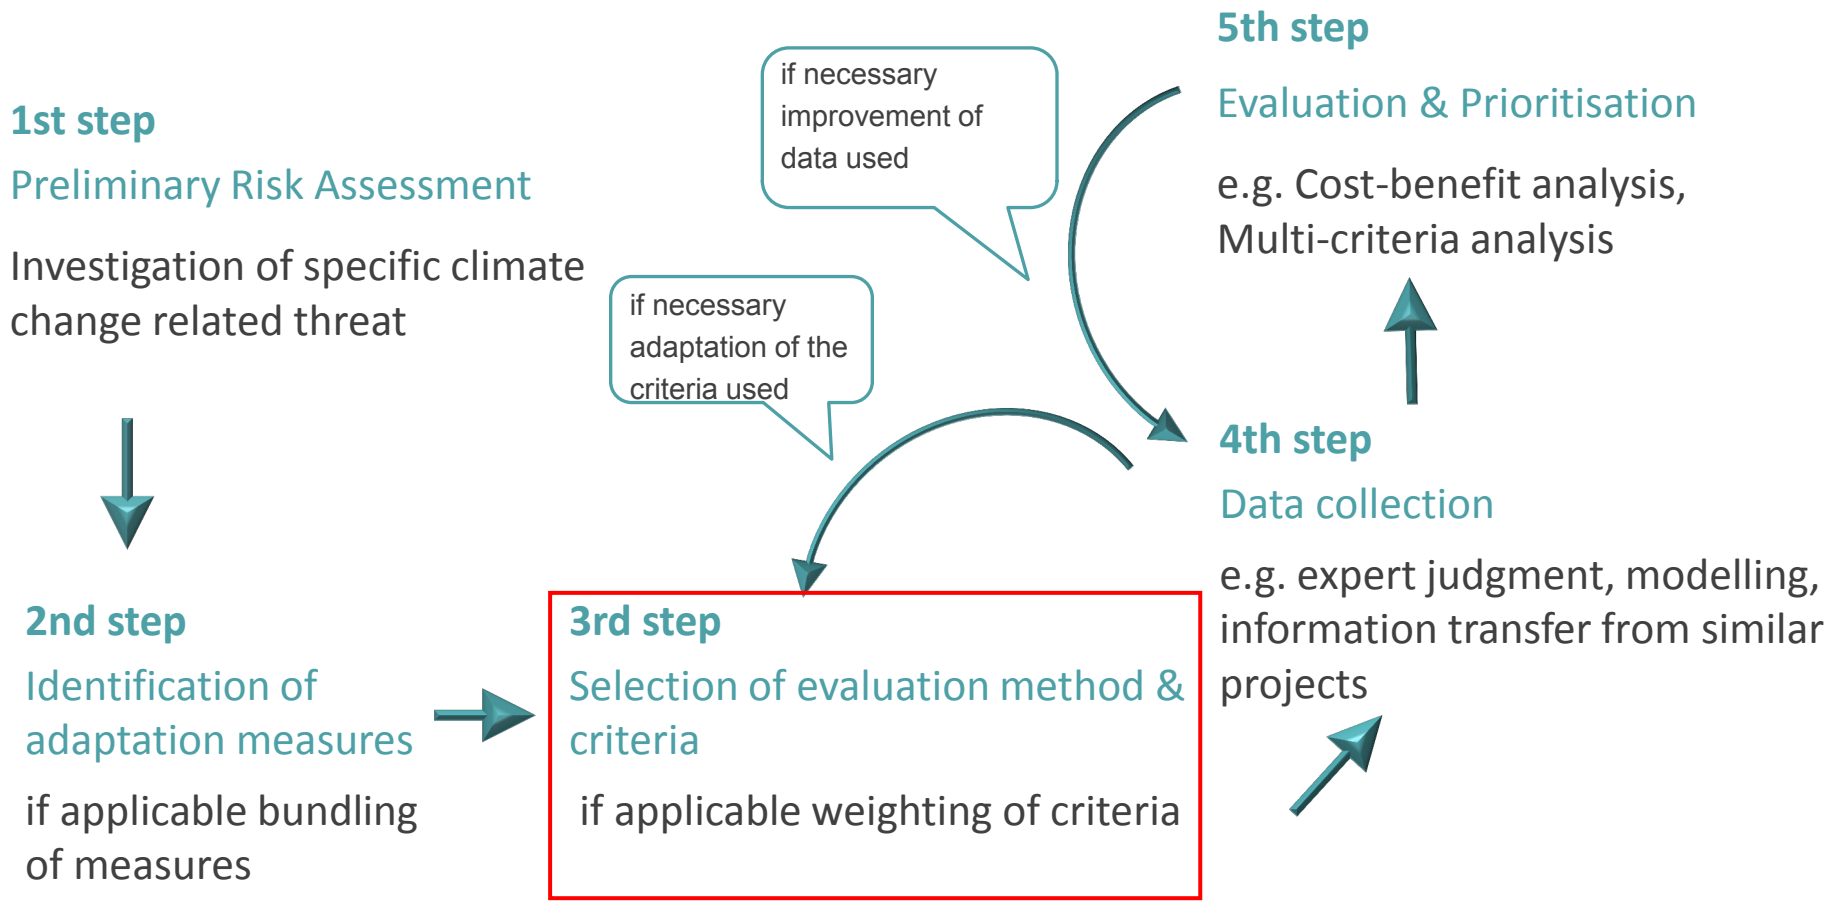 1st step
Preliminary Risk Assessment
Investigation of specific climate
change related threat
2nd step
Identification of
adaptation measures
if applicable bundling
of measures
3rd step
Selection of evaluation method &
criteria
if applicable weighting of criteria
if necessary
adaptation of the
criteria used
4th step
Data collection
e.g. expert judgment, modelling,
information transfer from similar
projects
if necessary
improvement of
data used
5th step
Evaluation & Prioritisation
e.g. Cost-benefit analysis,
Multi-criteria analysis